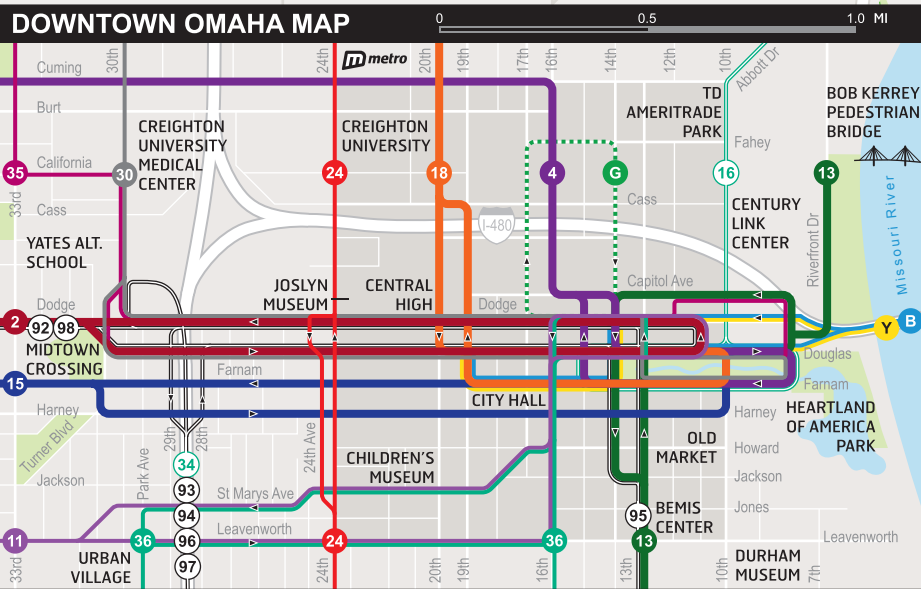 DOWNTOWN OMAHA MAP
0
0.5
1.0 MI
metro
30th
24th
20th
19th
17th
16th
14th
12th
10th
Abbott Dr
Cuming
Burt
California
Cass
33rd
CREIGHTON
UNIVERSITY
MEDICAL
CENTER
CREIGHTON
UNIVERSITY
TD
AMERITRADE
PARK
BOB KERREY
PEDESTRIAN
BRIDGE
Fahey
35
30
24
18
4
G
16
13
Cass
I-480
CENTURY
LINK
CENTER
Riverfront Dr
Missouri River
YATES ALT.
SCHOOL
JOSLYN
MUSEUM
CENTRAL
HIGH
Capitol Ave
Dodge
Dodge
2
92
98
Y
B
MIDTOWN
CROSSING
Douglas
15
Farnam
Farnam
CITY HALL
Harney
Harney
HEARTLAND
OF AMERICA
PARK
Turner Blvd
29th
28th
24th Ave
OLD
MARKET
Howard
Jackson
Jackson
CHILDREN'S
MUSEUM
Park Ave
34
93
St Marys Ave
94
95
BEMIS
CENTER
Jones
Leavenworth
Leavenworth
11
36
96
24
36
13
URBAN
VILLAGE
97
DURHAM
MUSEUM
33rd
24th
20th
19th
16th
13th
10th
7th